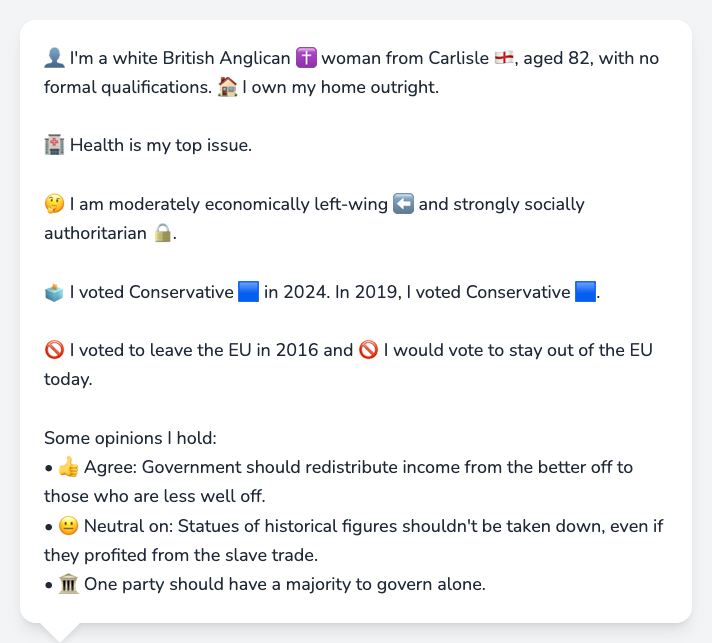 👤 I'm a white British Anglican ✝️ woman from Carlisle 🏴󠁧󠁢󠁥󠁮󠁧󠁿, aged 82, with no
formal qualifications. 🏠 I own my home outright.
🏥 Health is my top issue.
🤔 I am moderately economically left-wing ⬅️ and strongly socially
authoritarian 🔒.
🗳️ I voted Conservative 🟦 in 2024. In 2019, I voted Conservative 🟦.
🚫 I voted to leave the EU in 2016 and 🚫 I would vote to stay out of the EU
today.
Some opinions I hold:
• 👍 Agree: Government should redistribute income from the better off to
those who are less well off.
• 😐 Neutral on: Statues of historical figures shouldn't be taken down, even if
they profited from the slave trade.
• 🏛️ One party should have a majority to govern alone.